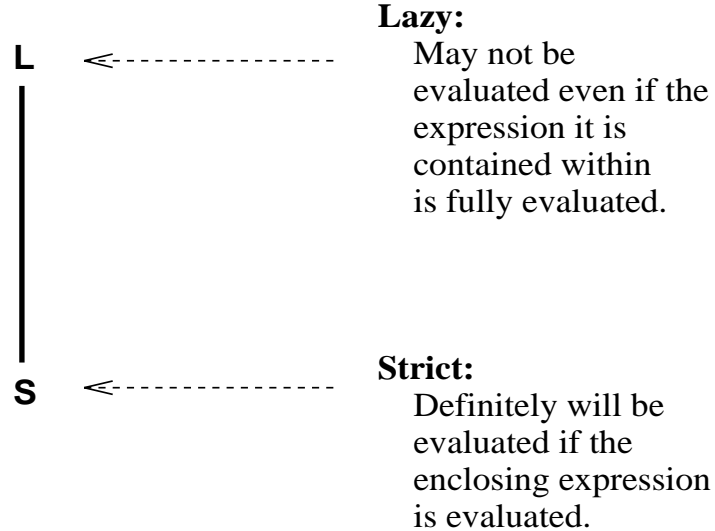 Lazy:
L
May not be
evaluated even if the
expression it is
contained within
is fully evaluated.
Strict:
S
Definitely will be
evaluated if the
enclosing expression
is evaluated.